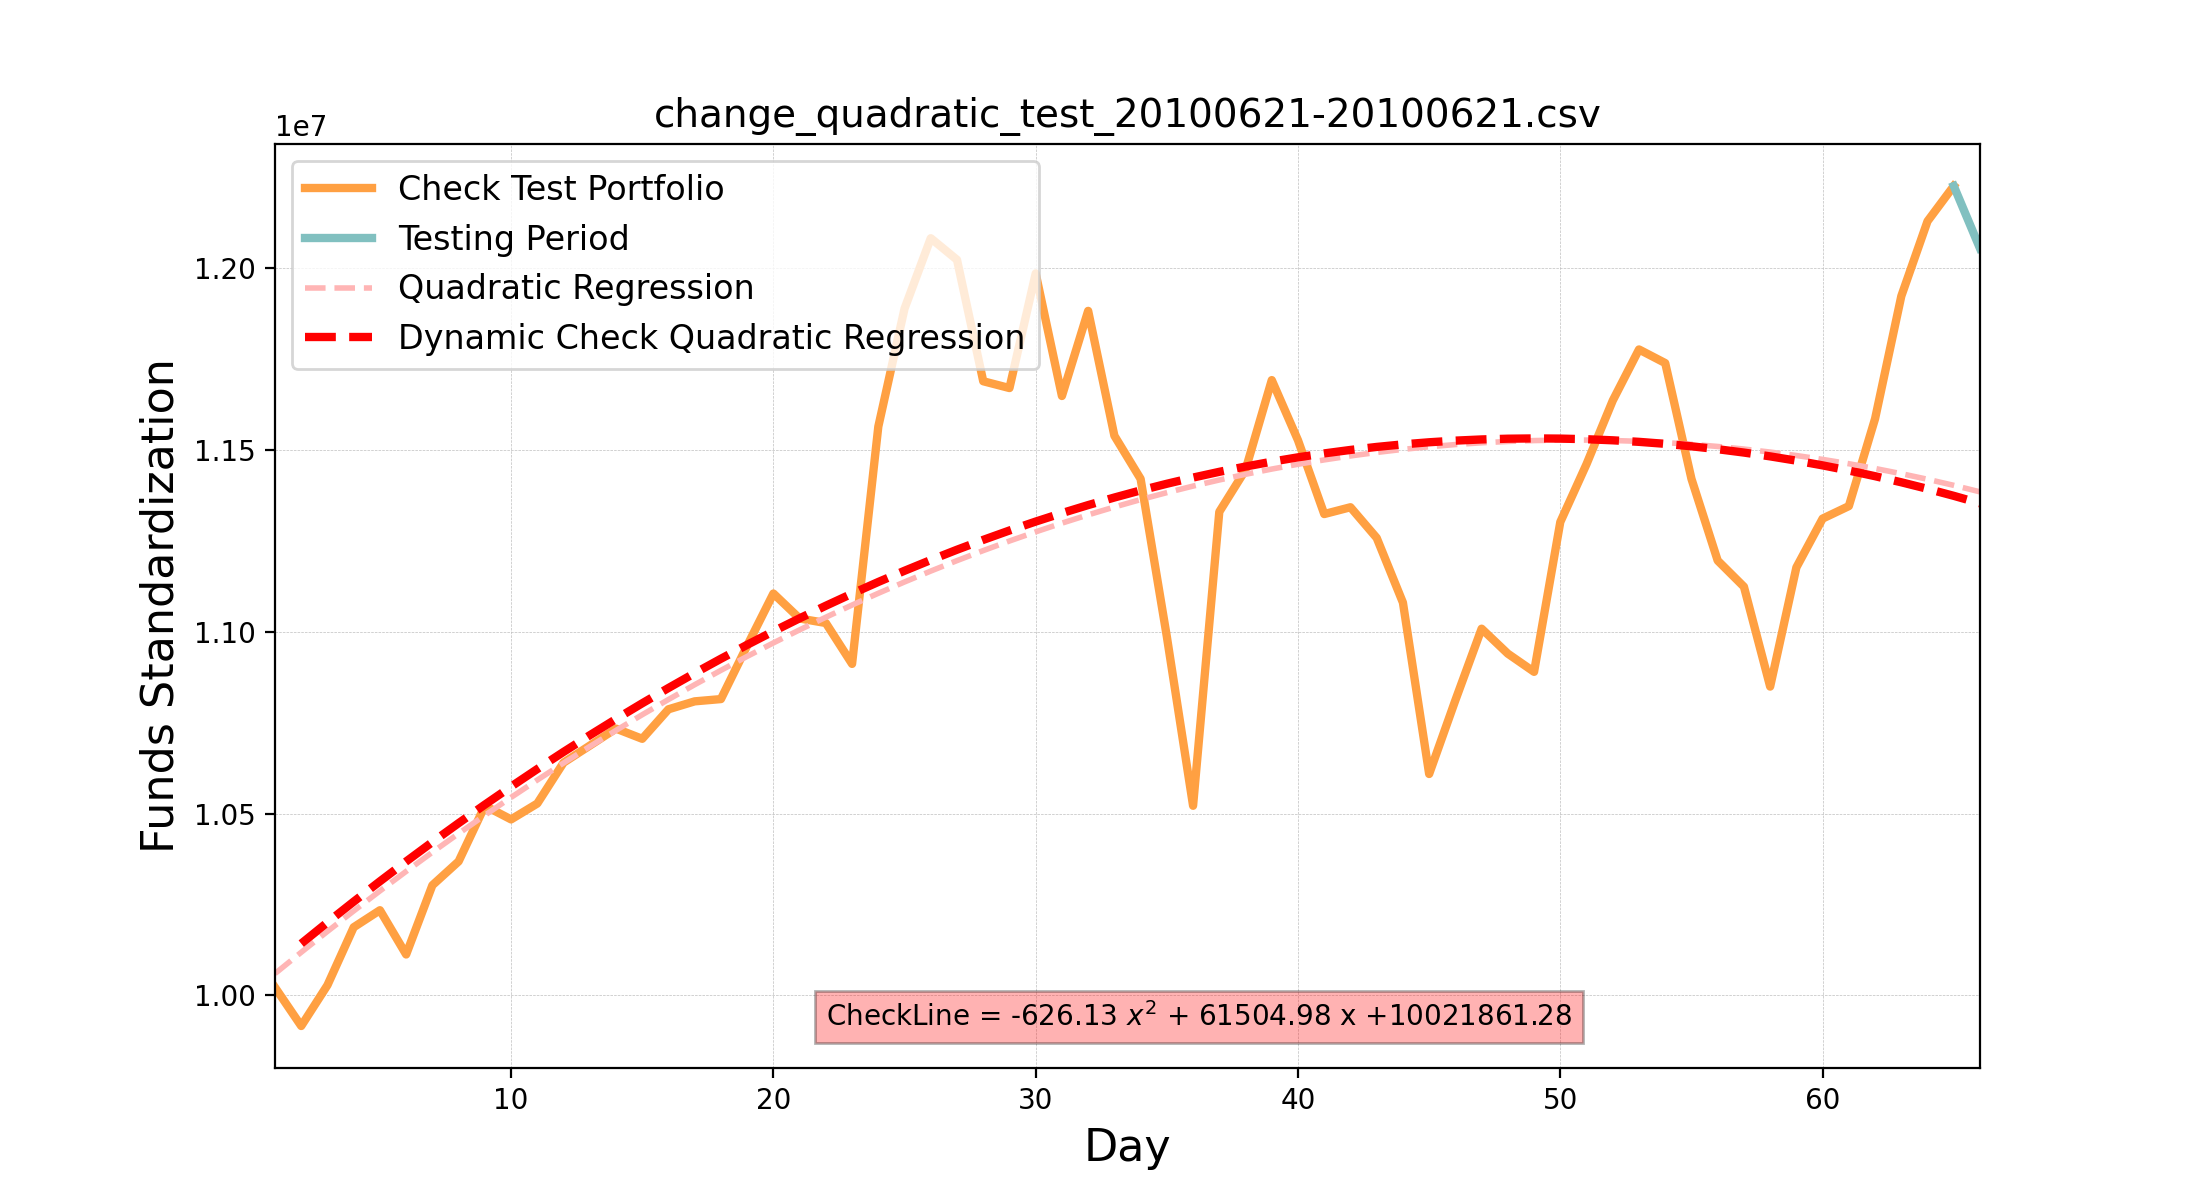 change_quadratic_test_20100621-20100621.csv
1e7
Check Test Portfolio
Testing Period
Quadratic Regression
Dynamic Check Quadratic Regression
Funds Standardization
1.20
1.15
1.10
1.05
1.00
CheckLine = -626.13 x² + 61504.98 x +10021861.28
10 20 30 40 50 60
Day